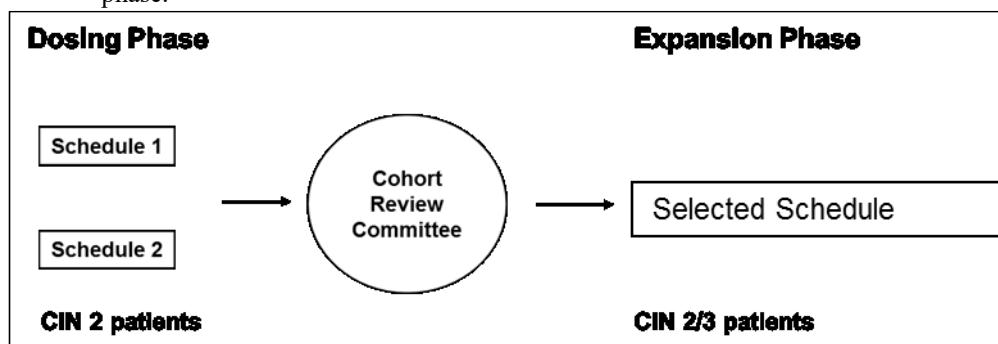 phase.
Dosing Phase
Expansion Phase
Schedule 1
Schedule 2
Cohort
Review
Committee
Selected Schedule
CIN 2 patients
CIN 2/3 patients